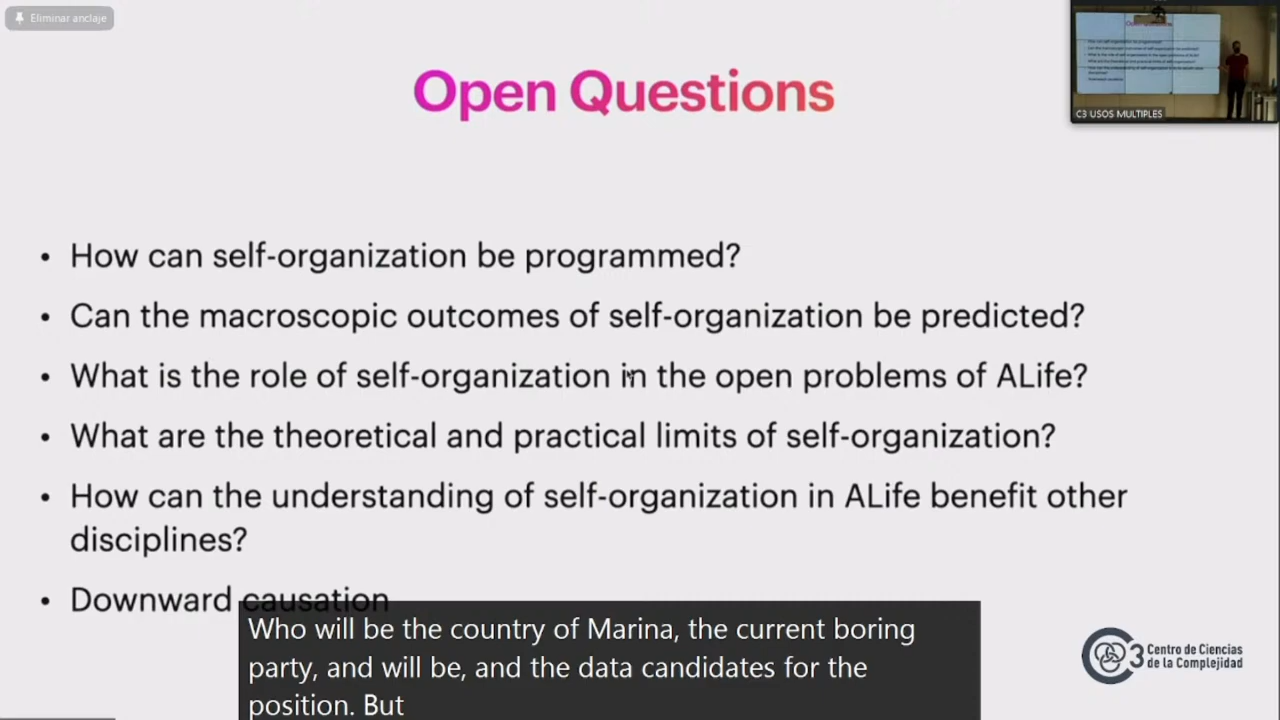 Eliminar anclaje
Open Questions
C3 USOS MULTIPLES
• How can self-organization be programmed?
• Can the macroscopic outcomes of self-organization be predicted?
• What is the role of self-organization in the open problems of ALife?
• What are the theoretical and practical limits of self-organization?
• How can the understanding of self-organization in ALife benefit other
disciplines?
• Downward causation
Who will be the country of Marina, the current boring
party, and will be, and the data candidates for the
position. But
C3 Centro de Ciencias
de la Complejidad